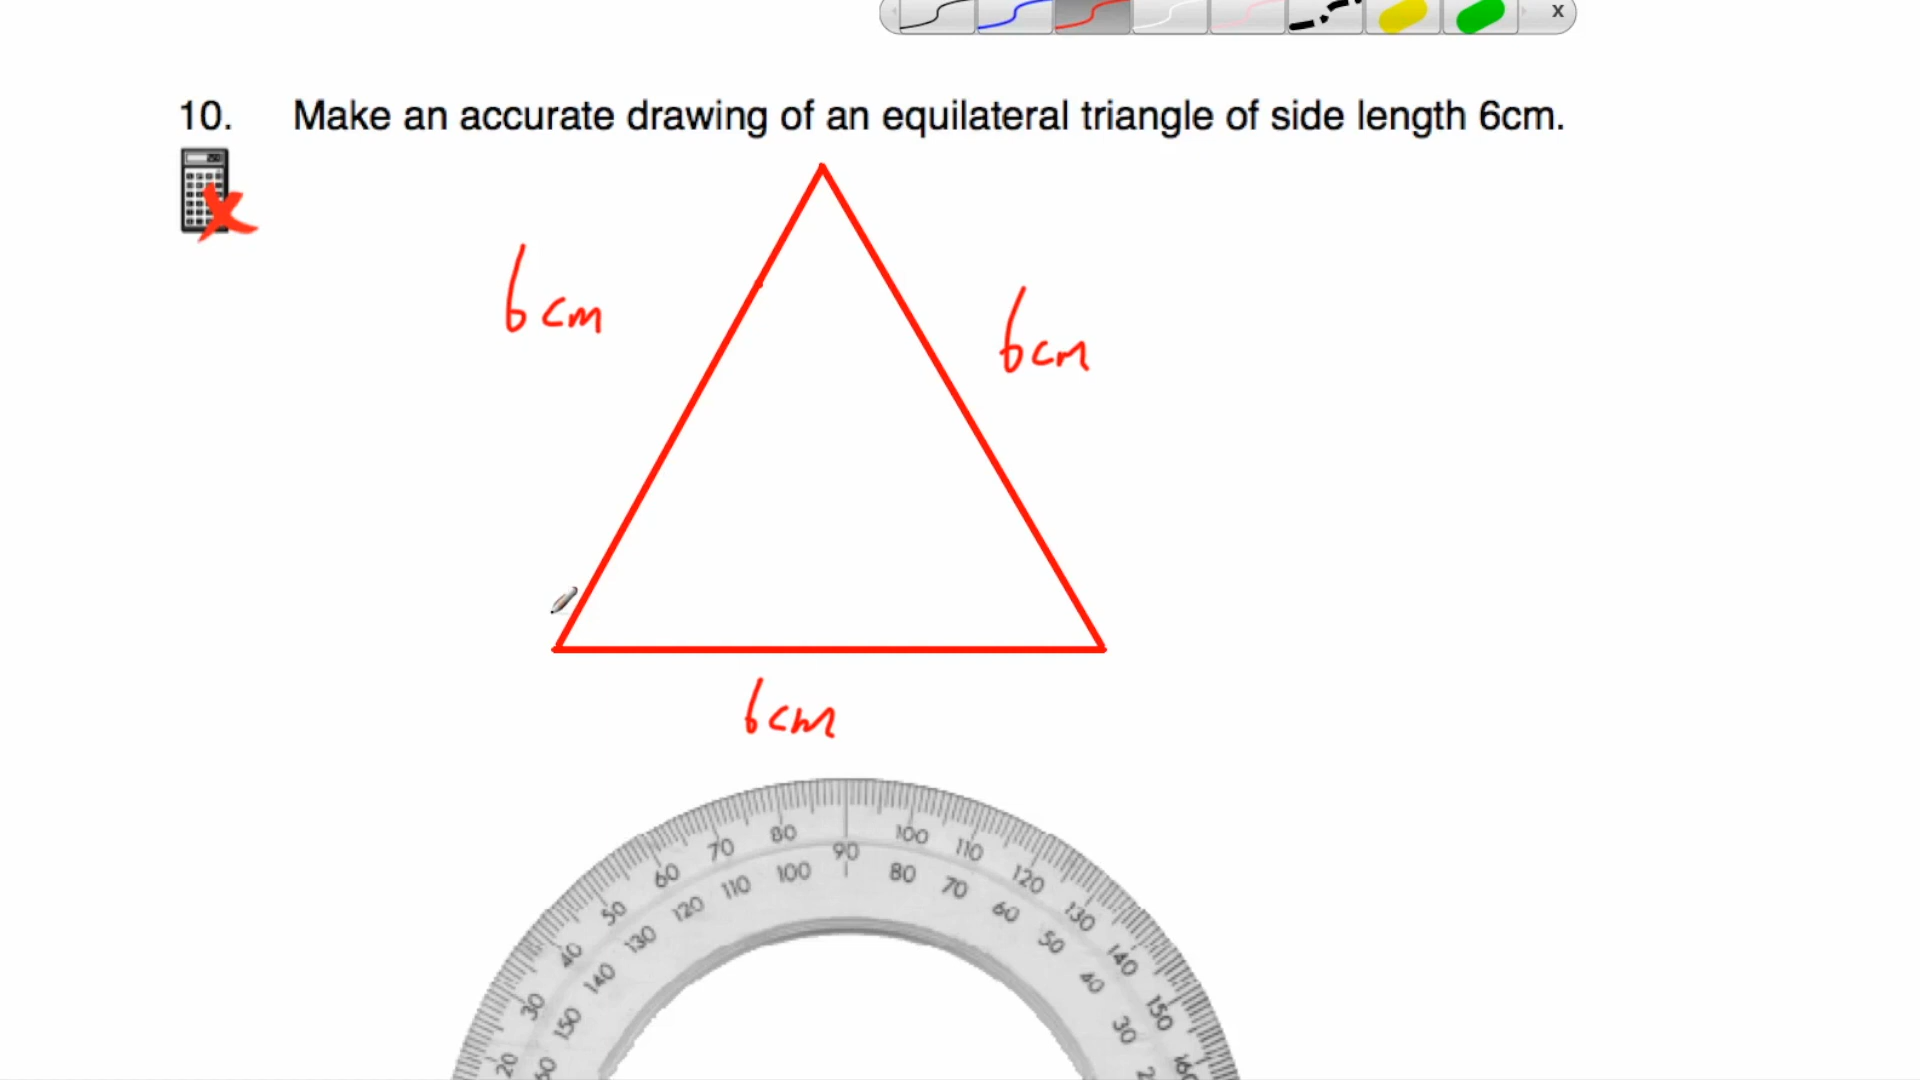 x
10. Make an accurate drawing of an equilateral triangle of side length 6cm.
6cm
6cm
6cm
80 100
70 90 110
60 100 80 120
110 70
50 120 60 130
40 130 50 140
140 40
30 150 30 150
20 160